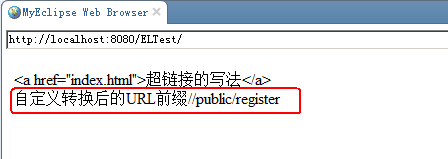 MyEclipse Web Browser
http://localhost:8080/ELTest/
<a href="index.html">超链接的写法</a>
自定义转换后的URL前缀//public/register